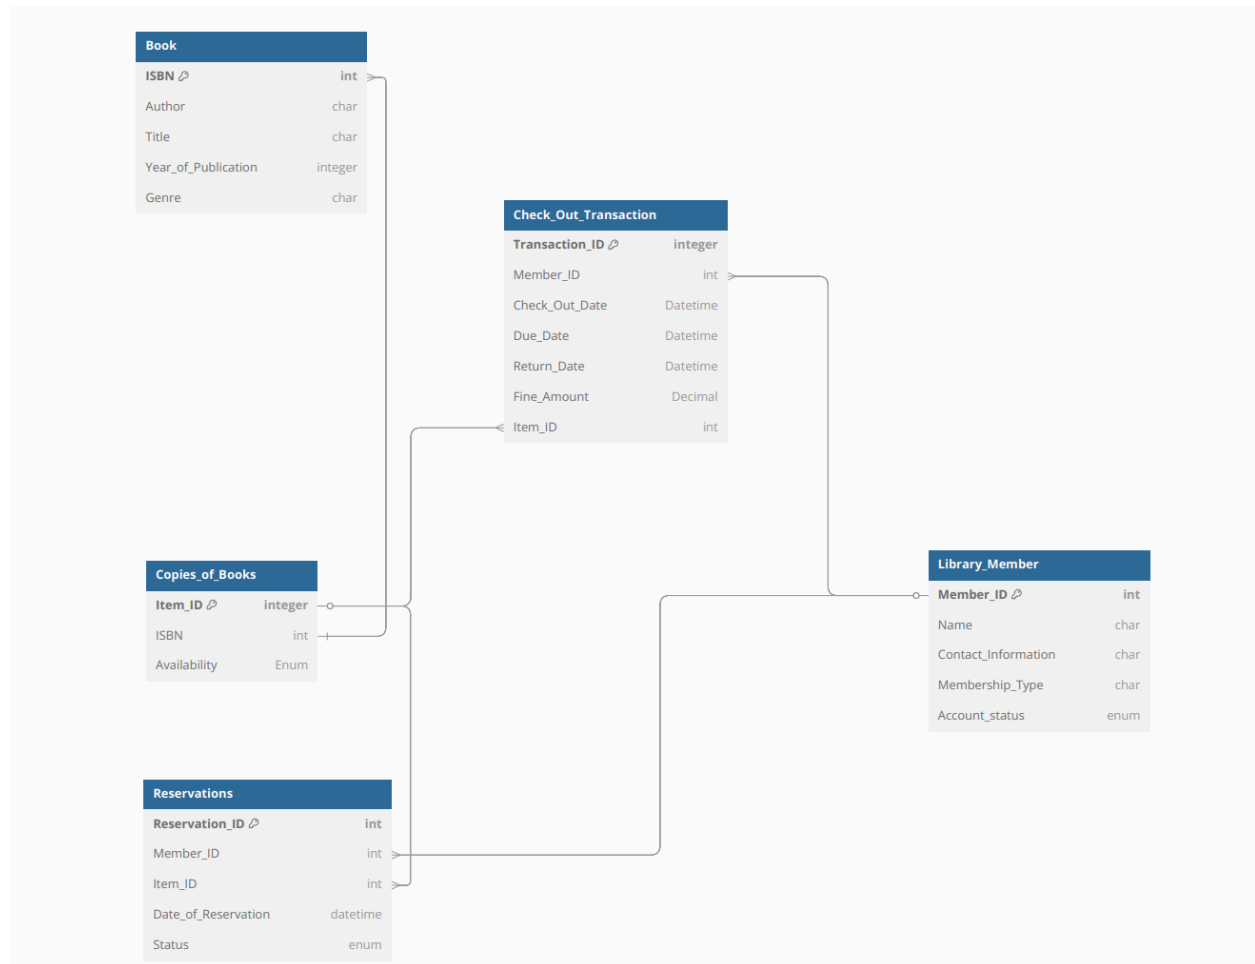 Book
ISBN int
Author char
Title char
Year_of_Publication integer
Genre char
Check_Out_Transaction
Transaction_ID integer
Member_ID int
Check_Out_Date Datetime
Due_Date Datetime
Return_Date Datetime
Fine_Amount Decimal
Item_ID int
Copies_of_Books
Item_ID integer
ISBN int
Availability Enum
Library_Member
Member_ID int
Name char
Contact_Information char
Membership_Type char
Account_status enum
Reservations
Reservation_ID int
Member_ID int
Item_ID int
Date_of_Reservation datetime
Status enum